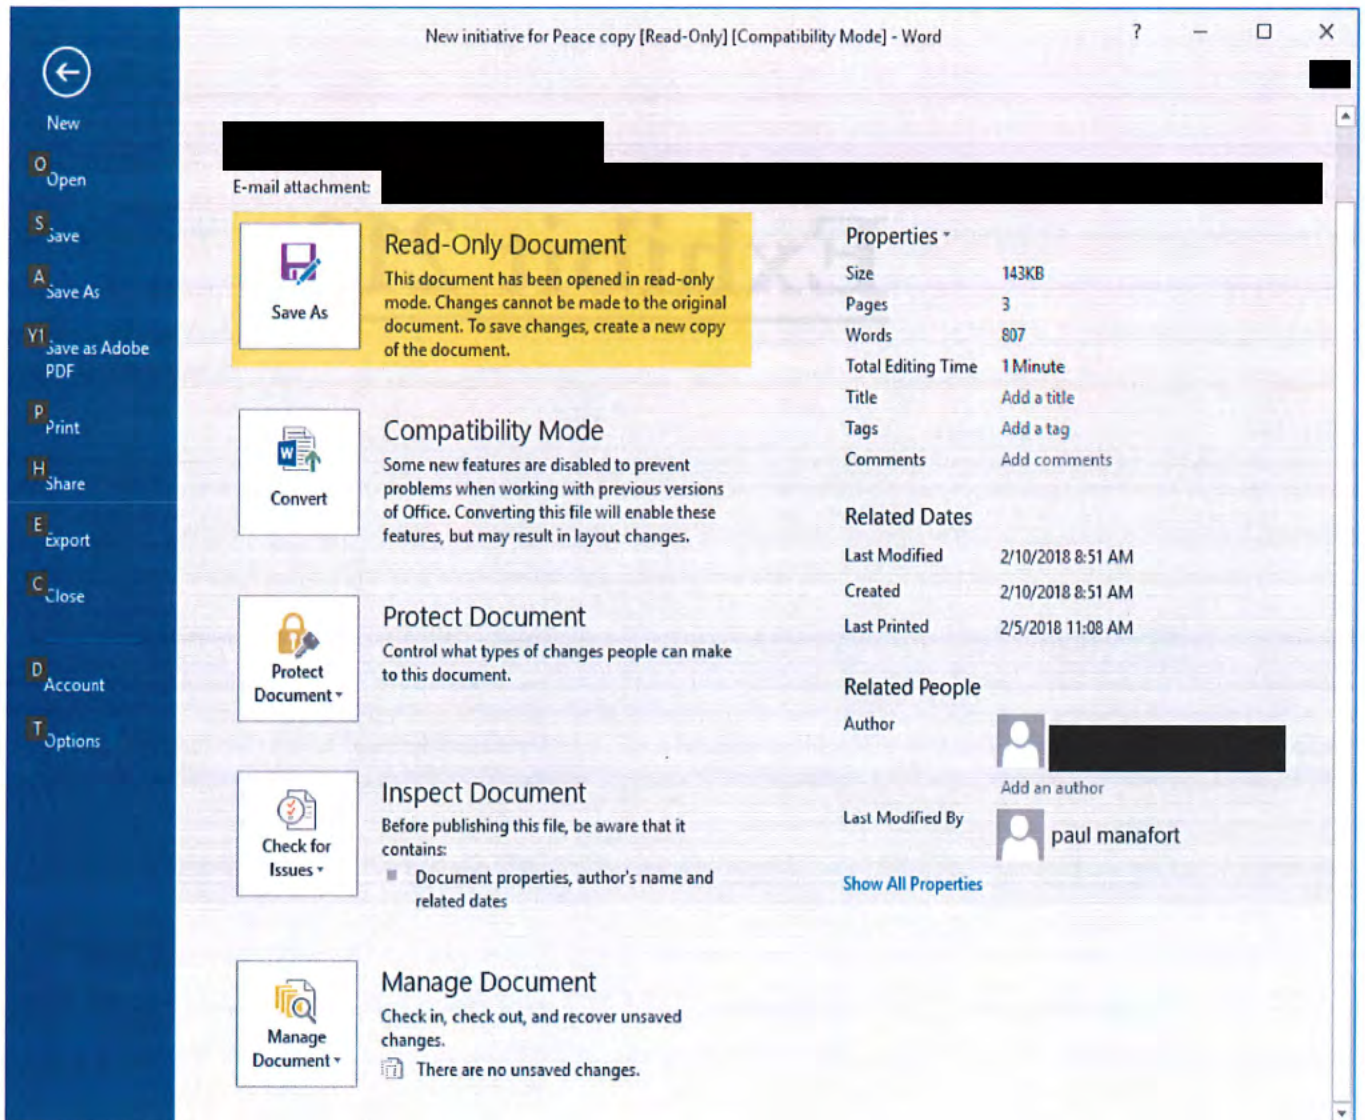 New initiative for Peace copy [Read-Only] [Compatibility Mode] - Word
?
New
O
Open
S
Save
A
Save As
Y1
Save as Adobe
PDF
P
Print
H
Share
E
Export
C
Close
D
Account
T
Options
E-mail attachment:
Save As
Read-Only Document
This document has been opened in read-only
mode. Changes cannot be made to the original
document. To save changes, create a new copy
of the document.
Convert
Compatibility Mode
Some new features are disabled to prevent
problems when working with previous versions
of Office. Converting this file will enable these
features, but may result in layout changes.
Protect
Document
Protect Document
Control what types of changes people can make
to this document.
Check for
Issues
Inspect Document
Before publishing this file, be aware that it
contains:
Document properties, author's name and
related dates
Manage
Document
Manage Document
Check in, check out, and recover unsaved
changes.
There are no unsaved changes.
Properties
Size 143KB
Pages 3
Words 807
Total Editing Time 1 Minute
Title Add a title
Tags Add a tag
Comments Add comments
Related Dates
Last Modified 2/10/2018 8:51 AM
Created 2/10/2018 8:51 AM
Last Printed 2/5/2018 11:08 AM
Related People
Author
Add an author
Last Modified By paul manafort
Show All Properties